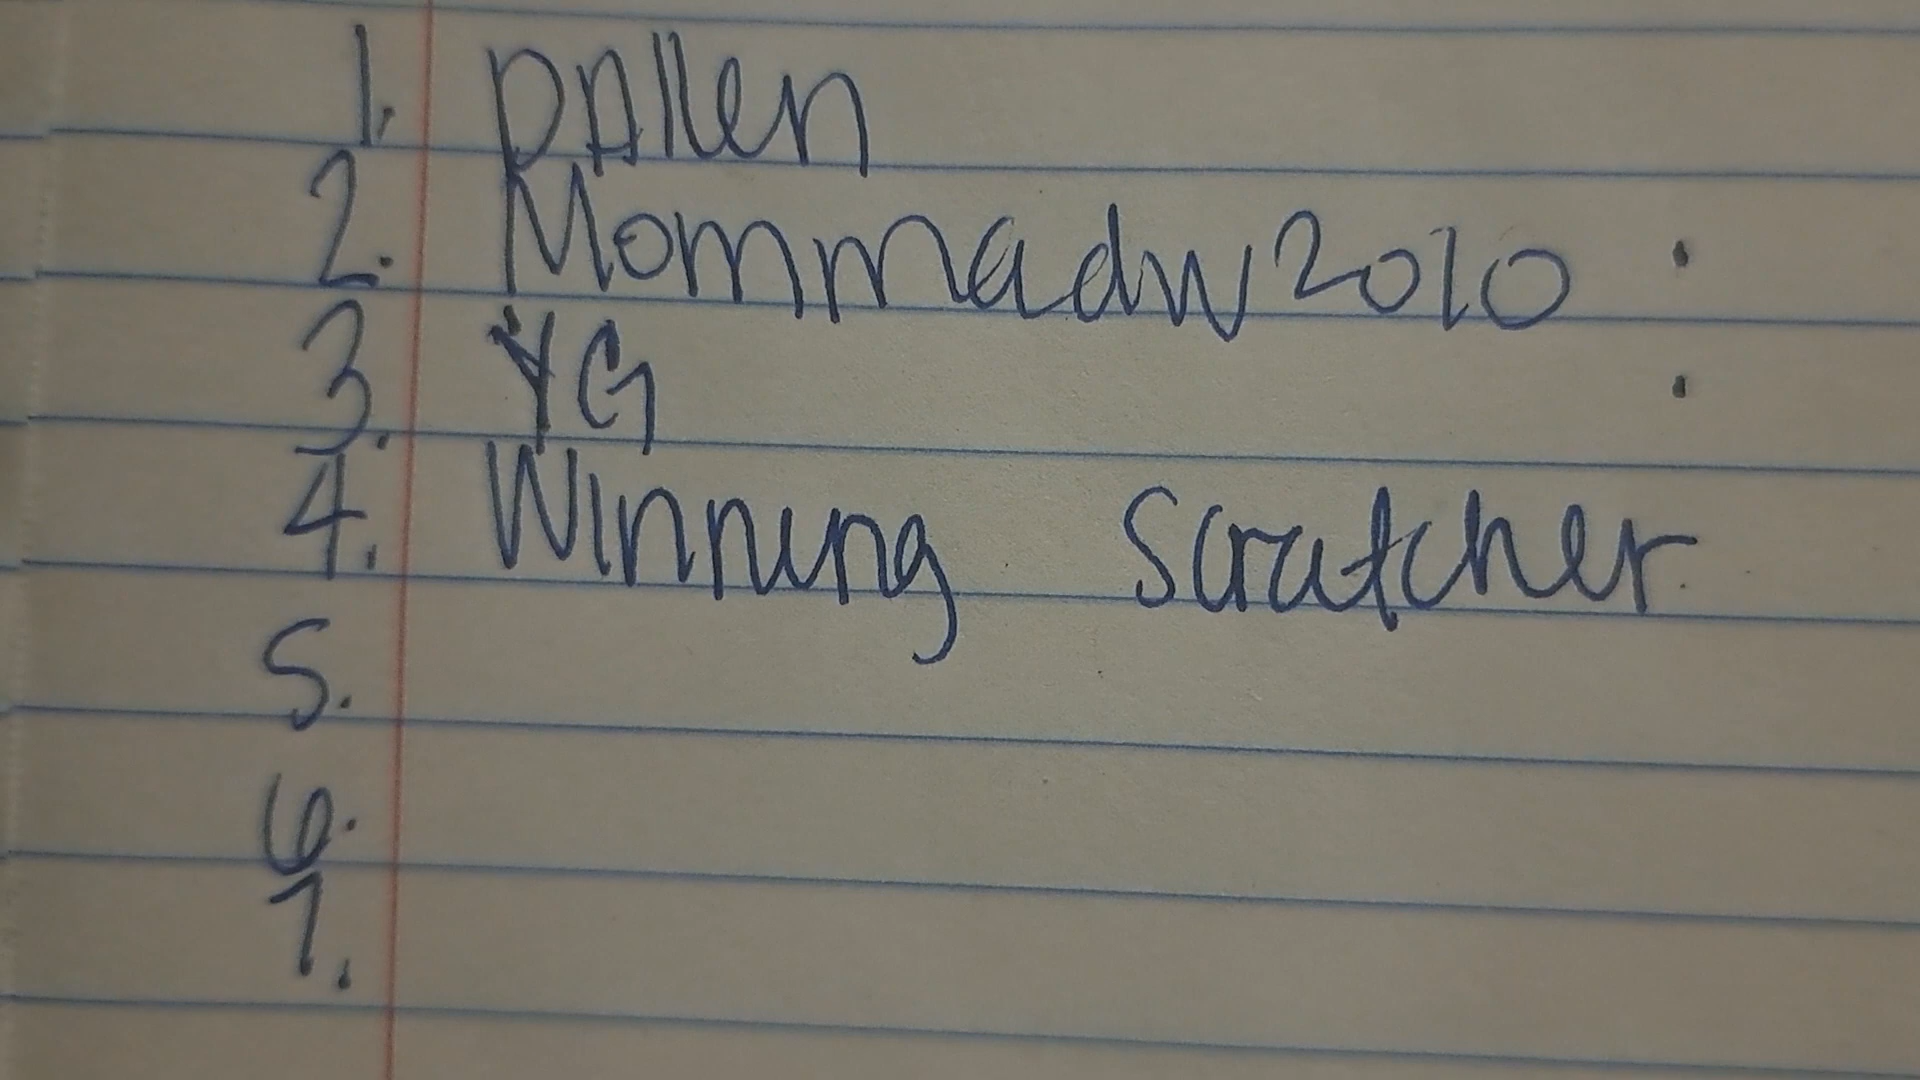 1. DAllen
2. Mommadw2010
3. YG
4. Winning Scratcher
5.
6.
7.